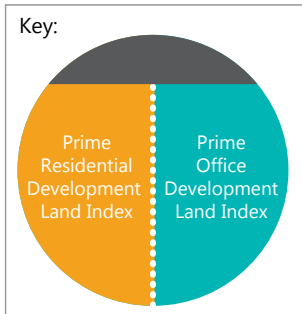 Key:
Prime
Residential
Development
Land Index
Prime
Office
Development
Land Index